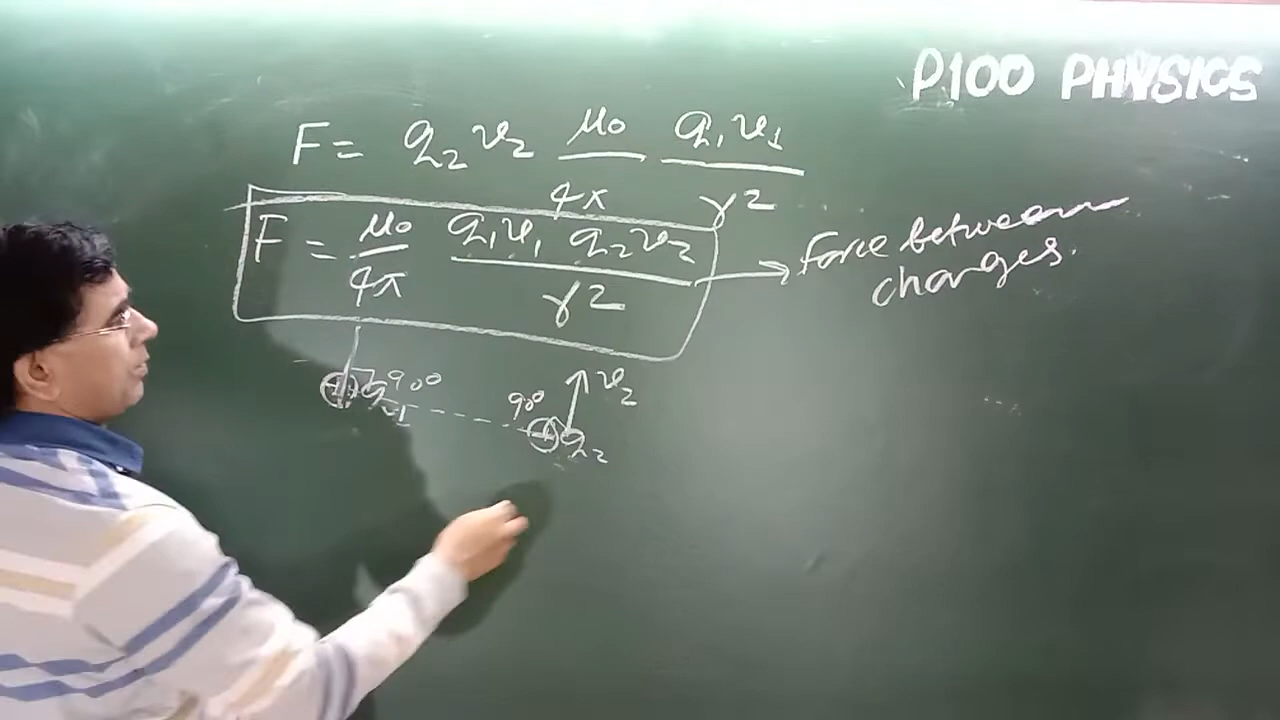 P100 PHYSICS
F = q₂v₂ μ₀/4π q₁v₁/r²
F = μ₀/4π q₁v₁ q₂v₂/r² → Force between
charges.
90° 90° v₂
q₁ q₂